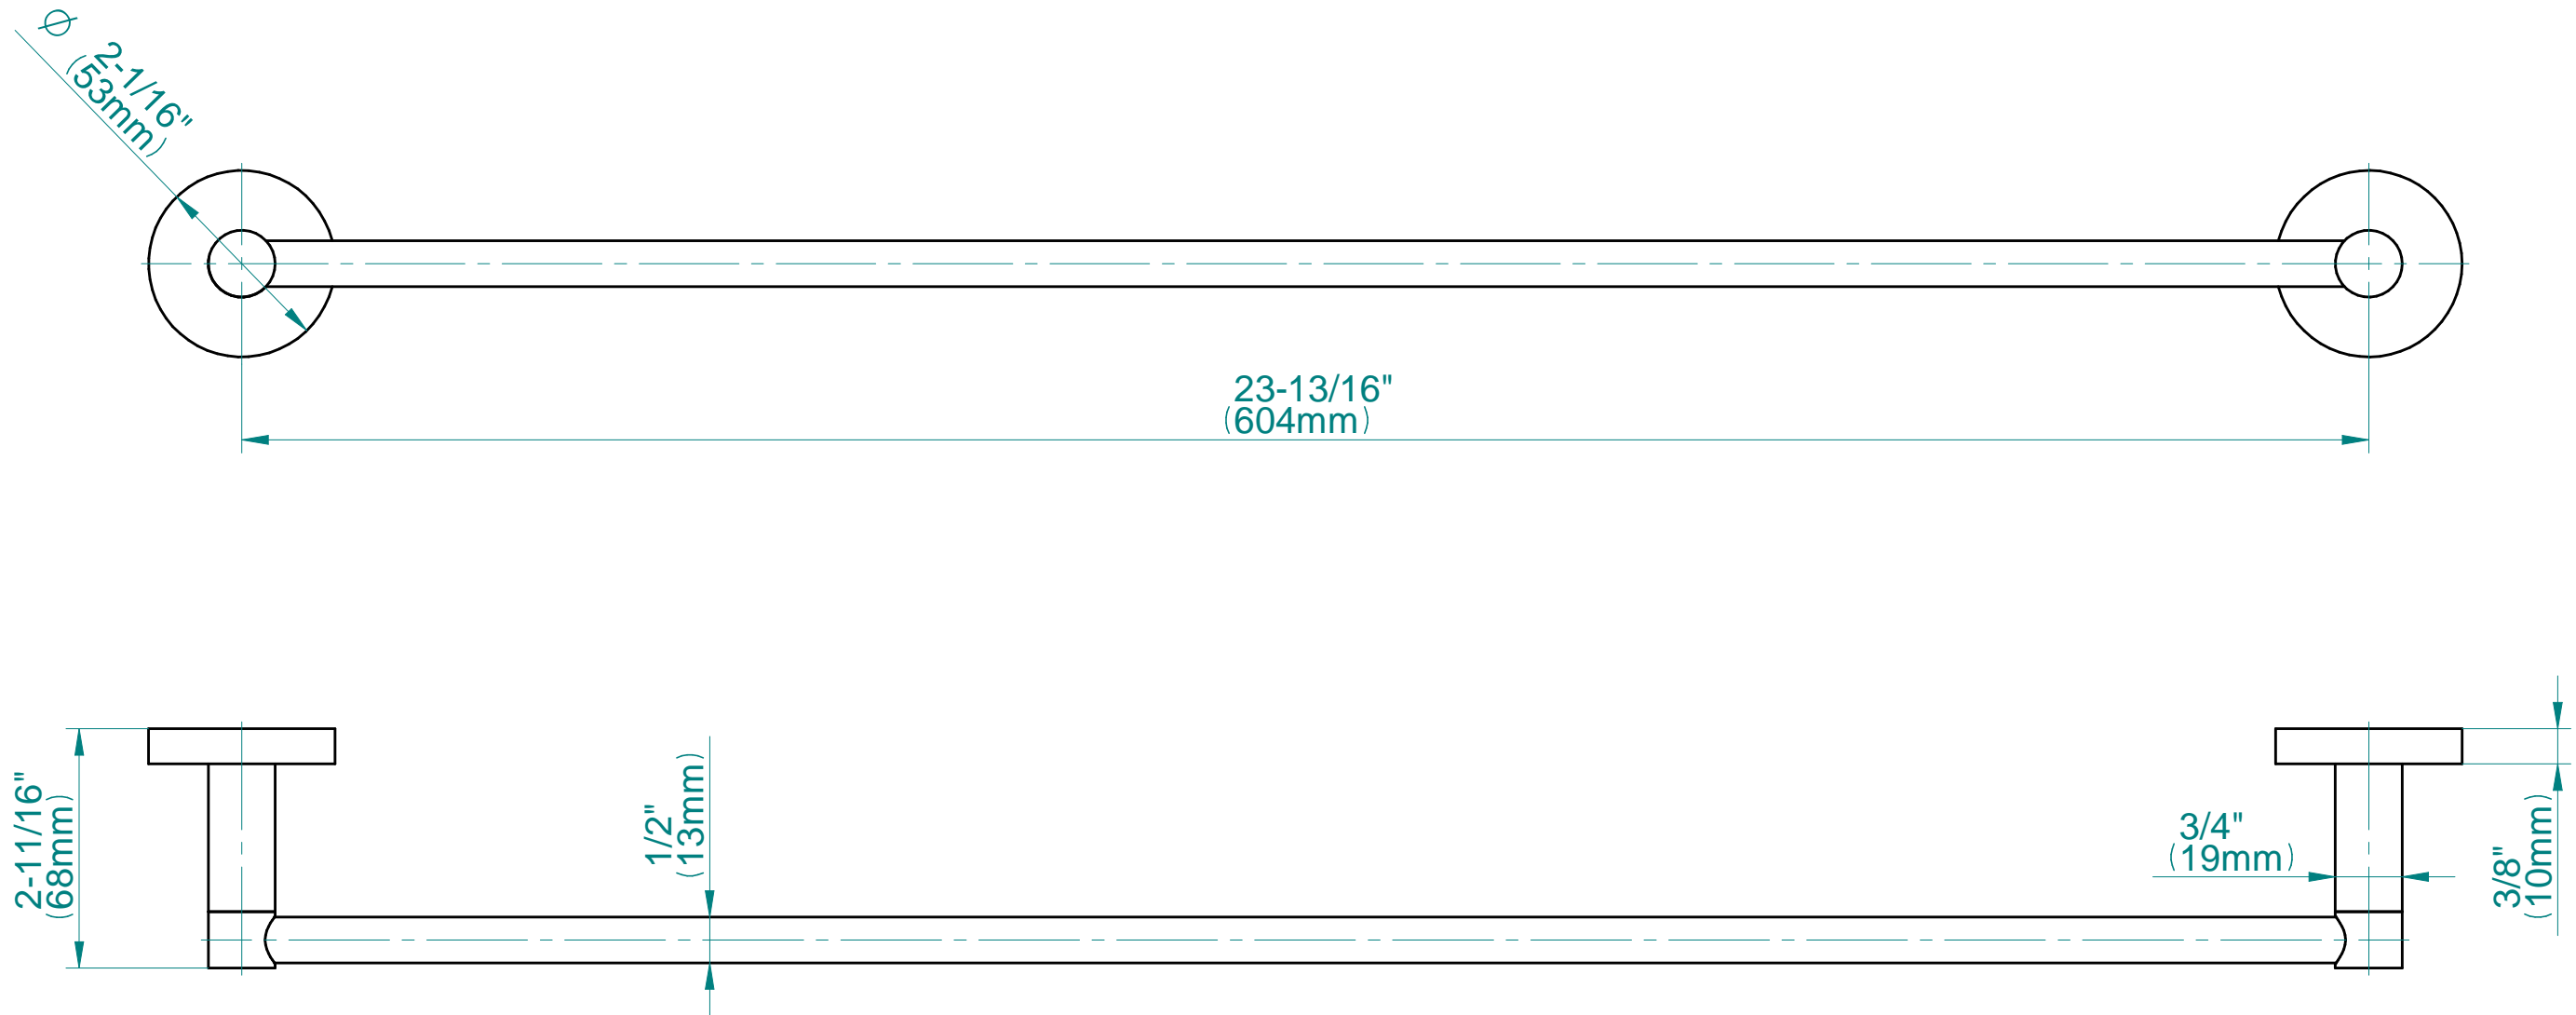 ⌀ 2-1/16"
(53mm)
23-13/16"
(604mm)
2-11/16"
(68mm)
1/2"
(13mm)
3/4"
(19mm)
3/8"
(10mm)